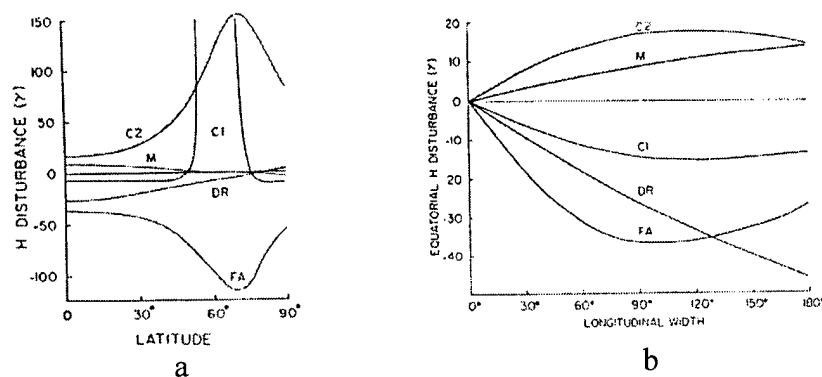 H DISTURBANCE (γ)
150
100
50
0
-50
-100
C2
C1
M
DR
FA
0
30°
60°
90°
LATITUDE
a
EQUATORIAL H DISTURBANCE (γ)
20
10
0
-10
20
-30
-40
C2
M
C1
DR
FA
0°
30°
60°
90°
120°
150°
180°
LONGITUDINAL WIDTH
b